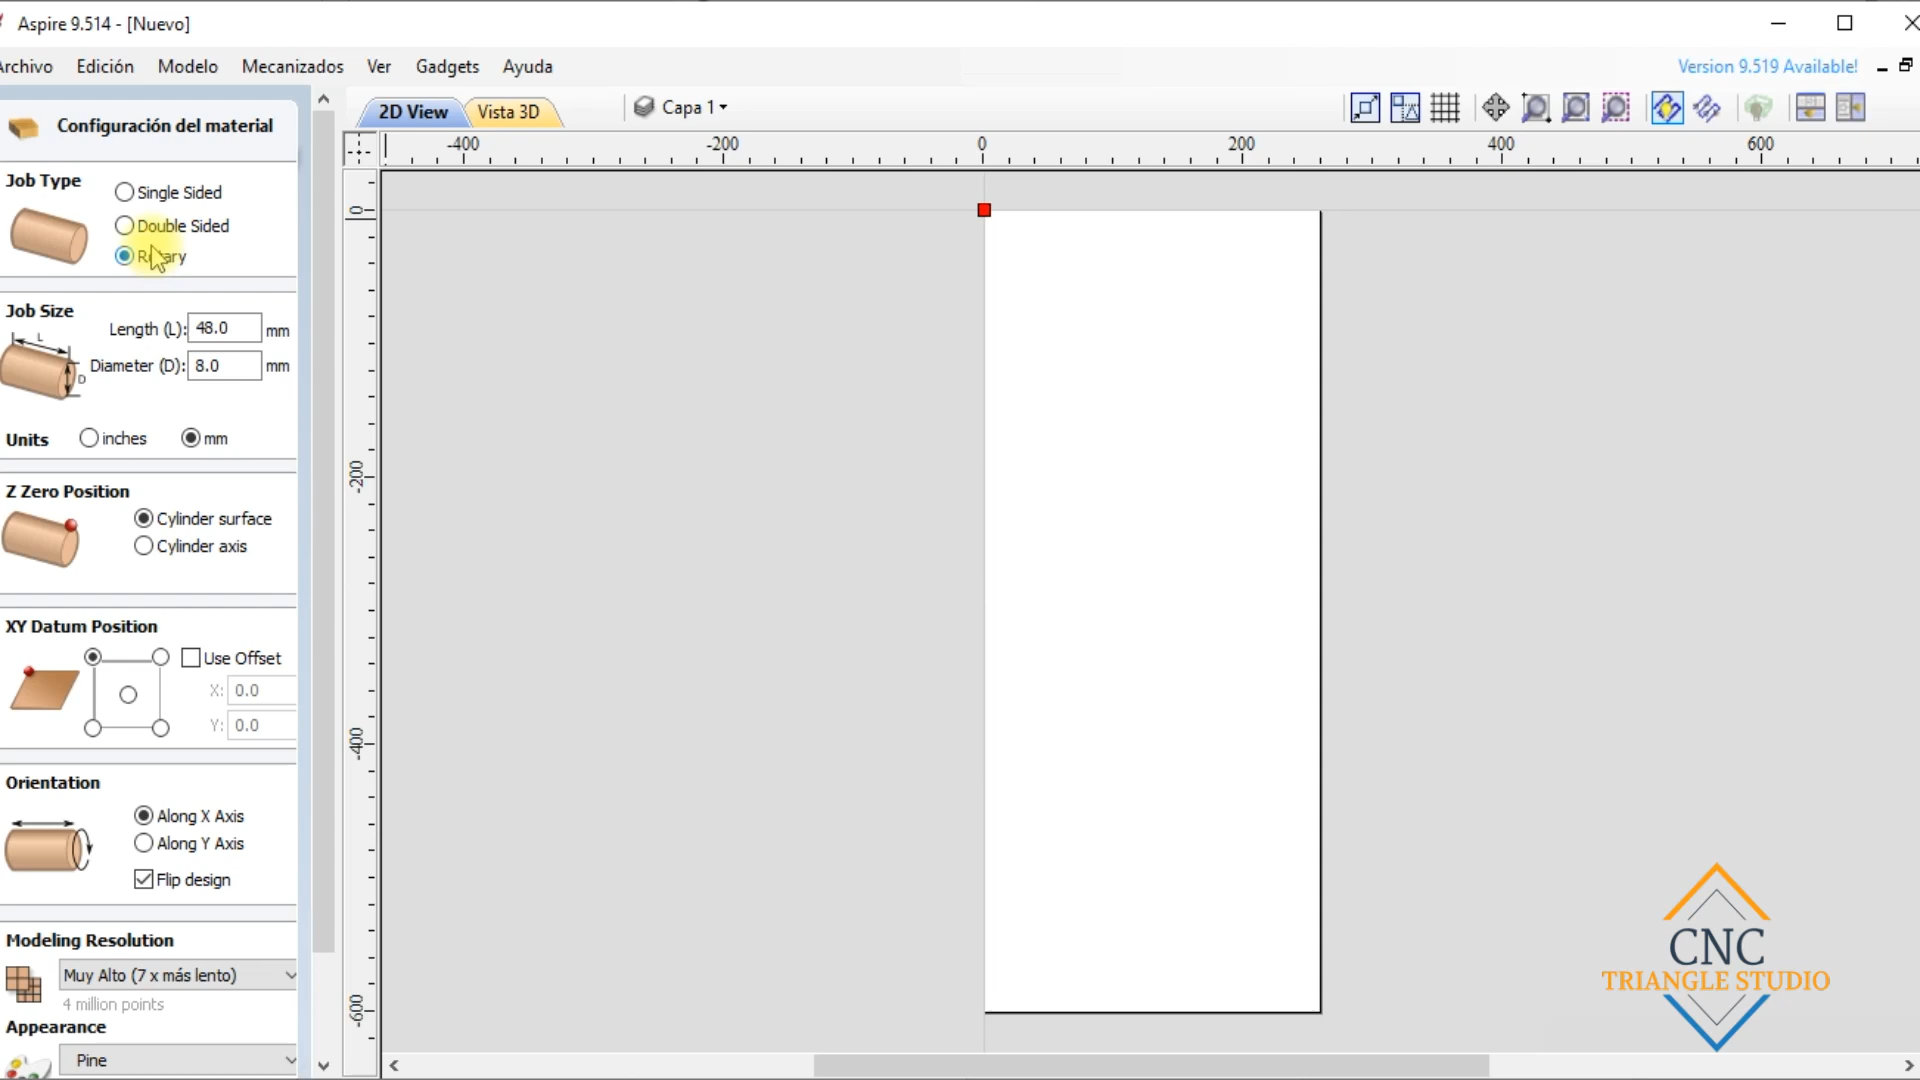 Aspire 9.514 - [Nuevo]
Archivo Edición Modelo Mecanizados Ver Gadgets Ayuda
Version 9.519 Available!
Configuración del material
2D View Vista 3D Capa 1
-400 -200 0 200 400 600
0
-200
-400
-600
Job Type
Single Sided
Double Sided
Rotary
Job Size
L
D
Length (L): 48.0 mm
Diameter (D): 8.0 mm
Units inches mm
Z Zero Position
Cylinder surface
Cylinder axis
XY Datum Position
Use Offset
X: 0.0
Y: 0.0
Orientation
Along X Axis
Along Y Axis
Flip design
Modeling Resolution
Muy Alto (7 x más lento)
4 million points
Appearance
Pine
CNC
TRIANGLE STUDIO